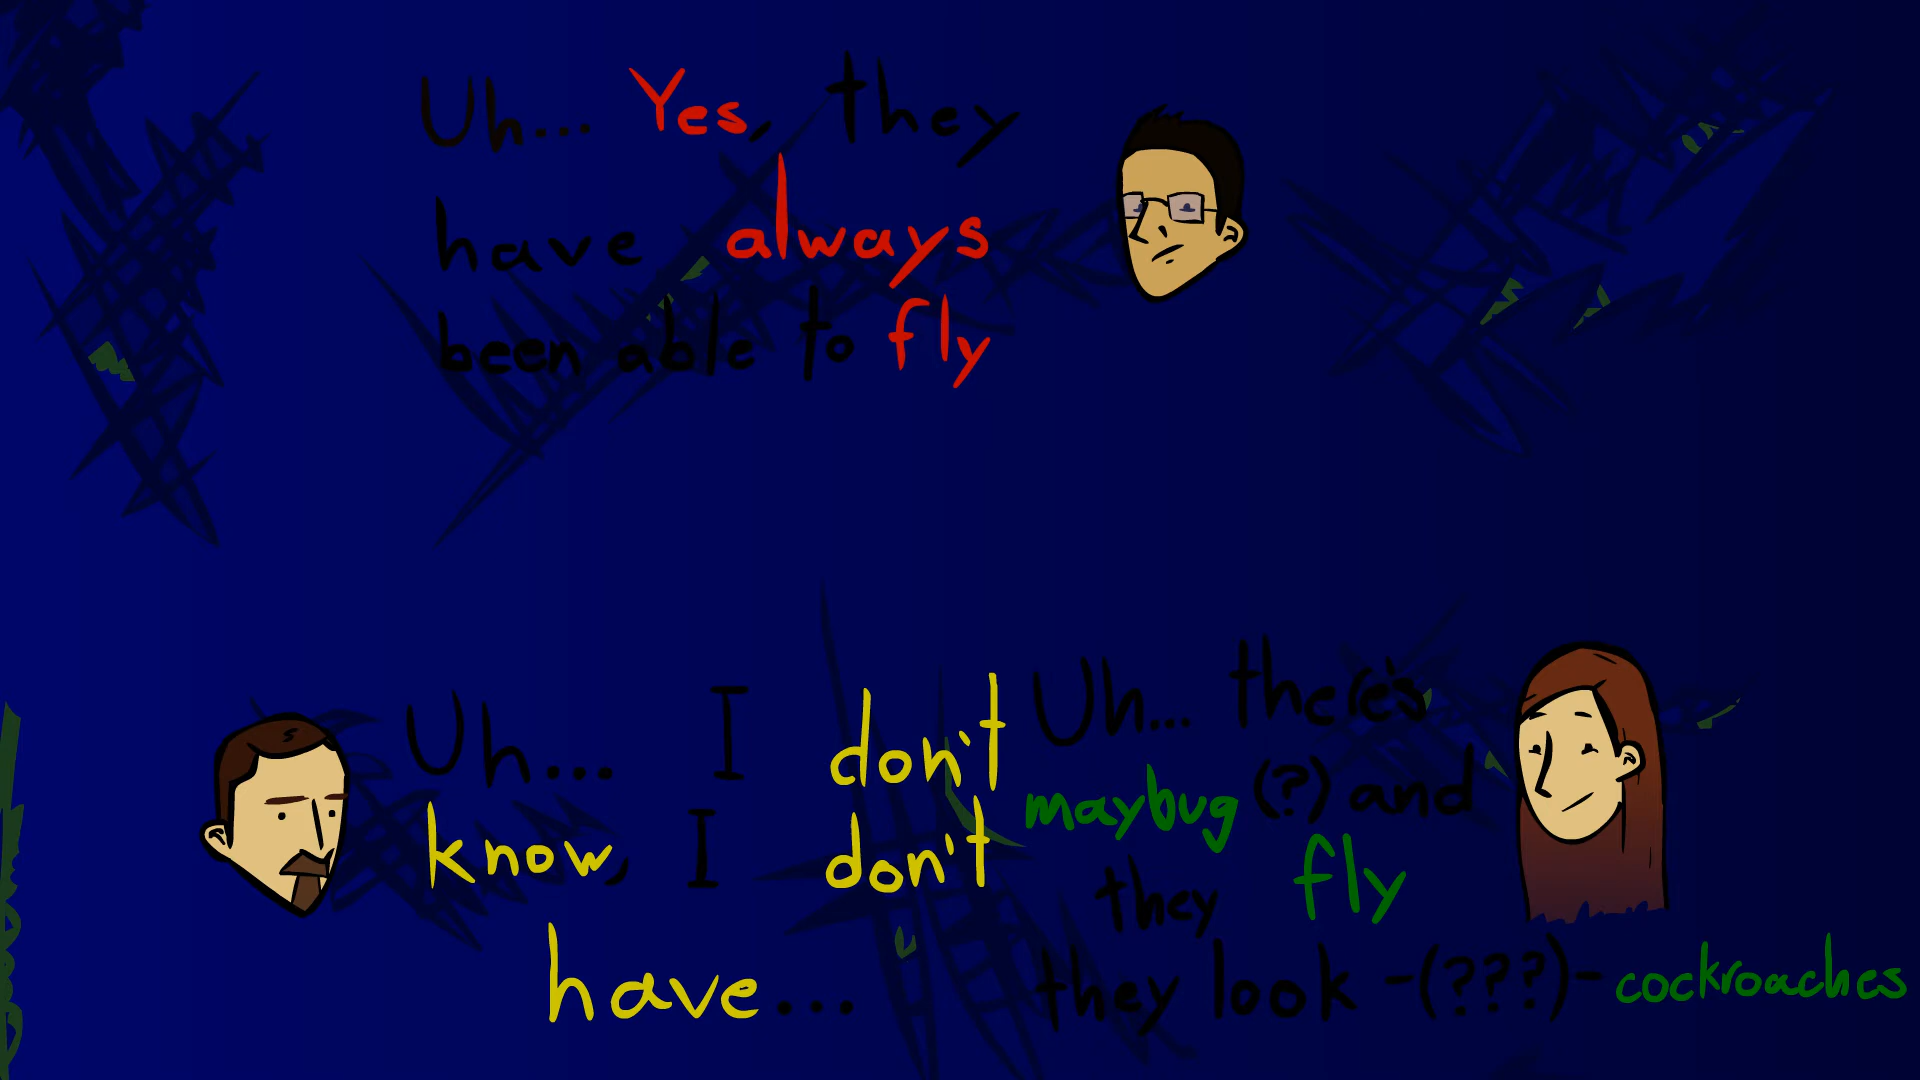 Uh... Yes, they
have always
been able to fly
Uh... I don't
know, I don't
have...
Uh... there's
maybug (?) and
they fly
they look -(???)- cockroaches